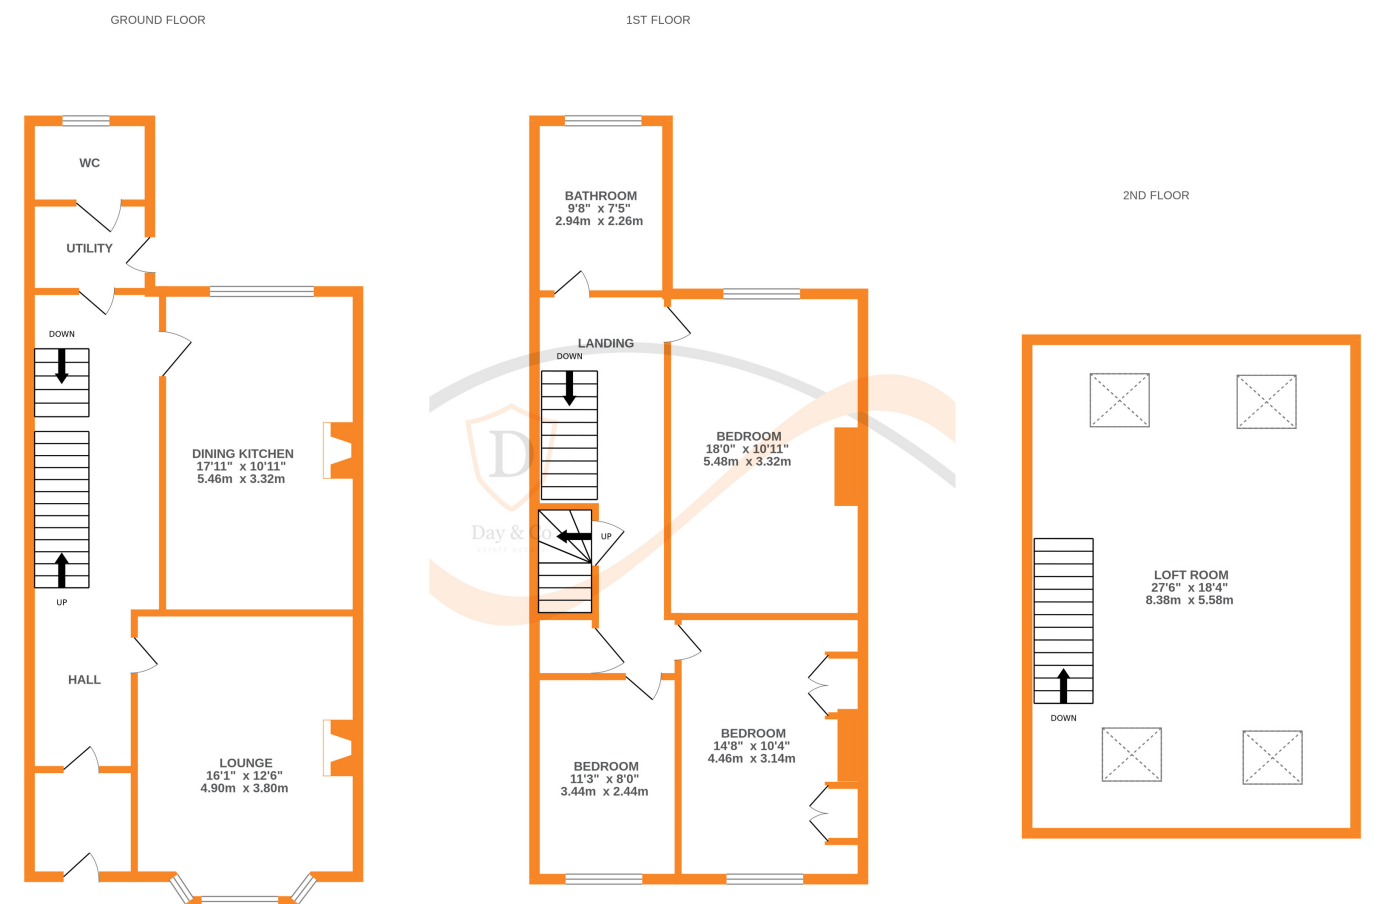 GROUND FLOOR
WC
UTILITY
DOWN
DINING KITCHEN
17'11" x 10'11"
5.46m x 3.32m
UP
HALL
LOUNGE
16'1" x 12'6"
4.90m x 3.80m
1ST FLOOR
BATHROOM
9'8" x 7'5"
2.94m x 2.26m
LANDING
DOWN
BEDROOM
18'0" x 10'11"
5.48m x 3.32m
D
Day & Co
UP
BEDROOM
14'8" x 10'4"
4.46m x 3.14m
BEDROOM
11'3" x 8'0"
3.44m x 2.44m
2ND FLOOR
LOFT ROOM
27'6" x 18'4"
8.38m x 5.58m
DOWN